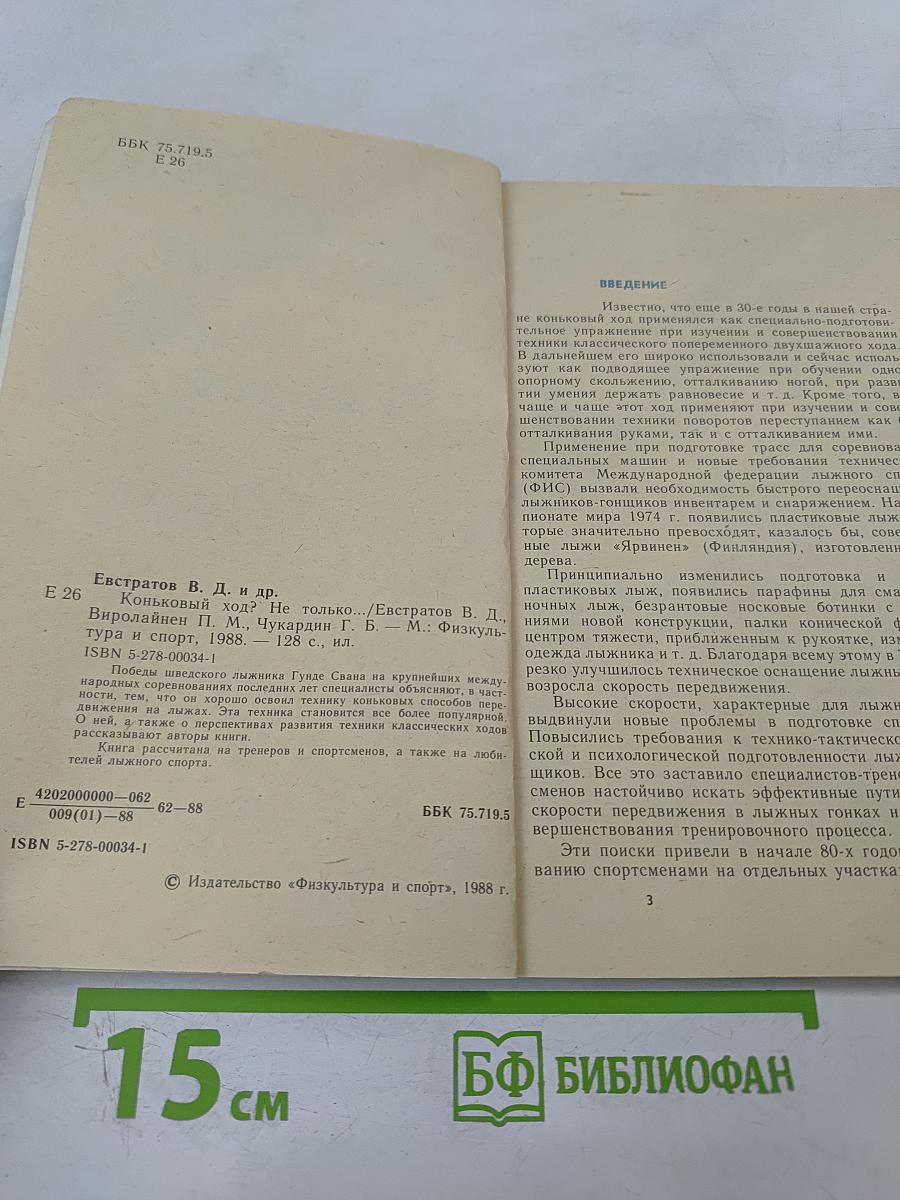 ББК 75.719.5
Е 26
Евстратов В. Д. и др.
Е 26 Коньковый ход? Не только.../Евстратов В. Д.,
Виролайнен П. М., Чукардин Г. Б. — М.: Физкуль-
тура и спорт, 1988. — 128 с., ил.
ISBN 5-278-00034-1
Победы шведского лыжника Гунде Свана на крупнейших между-
народных соревнованиях последних лет специалисты объясняют, в част-
ности, тем, что он хорошо освоил технику коньковых способов пере-
движения на лыжах. Эта техника становится все более популярной.
О ней, а также о перспективах развития техники классических ходов
рассказывают авторы книги.
Книга рассчитана на тренеров и спортсменов, а также на люби-
телей лыжного спорта.
Е 4202000000—062
009(01)—88 62—88
ББК 75.719.5
ISBN 5-278-00034-1
© Издательство «Физкультура и спорт», 1988 г.
ВВЕДЕНИЕ
Известно, что еще в 30-е годы в нашей стра-
не коньковый ход применялся как специально-подготови-
тельное упражнение при изучении и совершенствовании
техники классического попеременного двухшажного хода.
В дальнейшем его широко использовали и сейчас исполь-
зуют как подводящее упражнение при обучении одно
опорному скольжению, отталкиванию ногой, при разви
тии умения держать равновесие и т. д. Кроме того, в
чаще и чаще этот ход применяют при изучении и сове
шенствовании техники поворотов переступанием как
отталкивания руками, так и с отталкиванием ими.
Применение при подготовке трасс для соревнова
специальных машин и новые требования техничес
комитета Международной федерации лыжного сп
(ФИС) вызвали необходимость быстрого переоснащ
лыжников-гонщиков инвентарем и снаряжением. На
пионате мира 1974 г. появились пластиковые лыж
торые значительно превосходят, казалось бы, сове
ные лыжи «Ярвинен» (Финляндия), изготовленн
дерева.
Принципиально изменились подготовка и
пластиковых лыж, появились парафины для сма
ночных лыж, безрантовые носковые ботинки с
ниями новой конструкции, палки конической ф
центром тяжести, приближенным к рукоятке, изм
одежда лыжника и т. д. Благодаря всему этому в
резко улучшилось техническое оснащение лыжны
возросла скорость передвижения.
Высокие скорости, характерные для лыжн
выдвинули новые проблемы в подготовке сп
Повысились требования к технико-тактическо
ской и психологической подготовленности лыж
щиков. Все это заставило специалистов-трене
сменов настойчиво искать эффективные пути
скорости передвижения в лыжных гонках н
вершенствования тренировочного процесса.
Эти поиски привели в начале 80-х годо
ванию спортсменами на отдельных участка
3
15 см
БФ БИБЛИОФАН